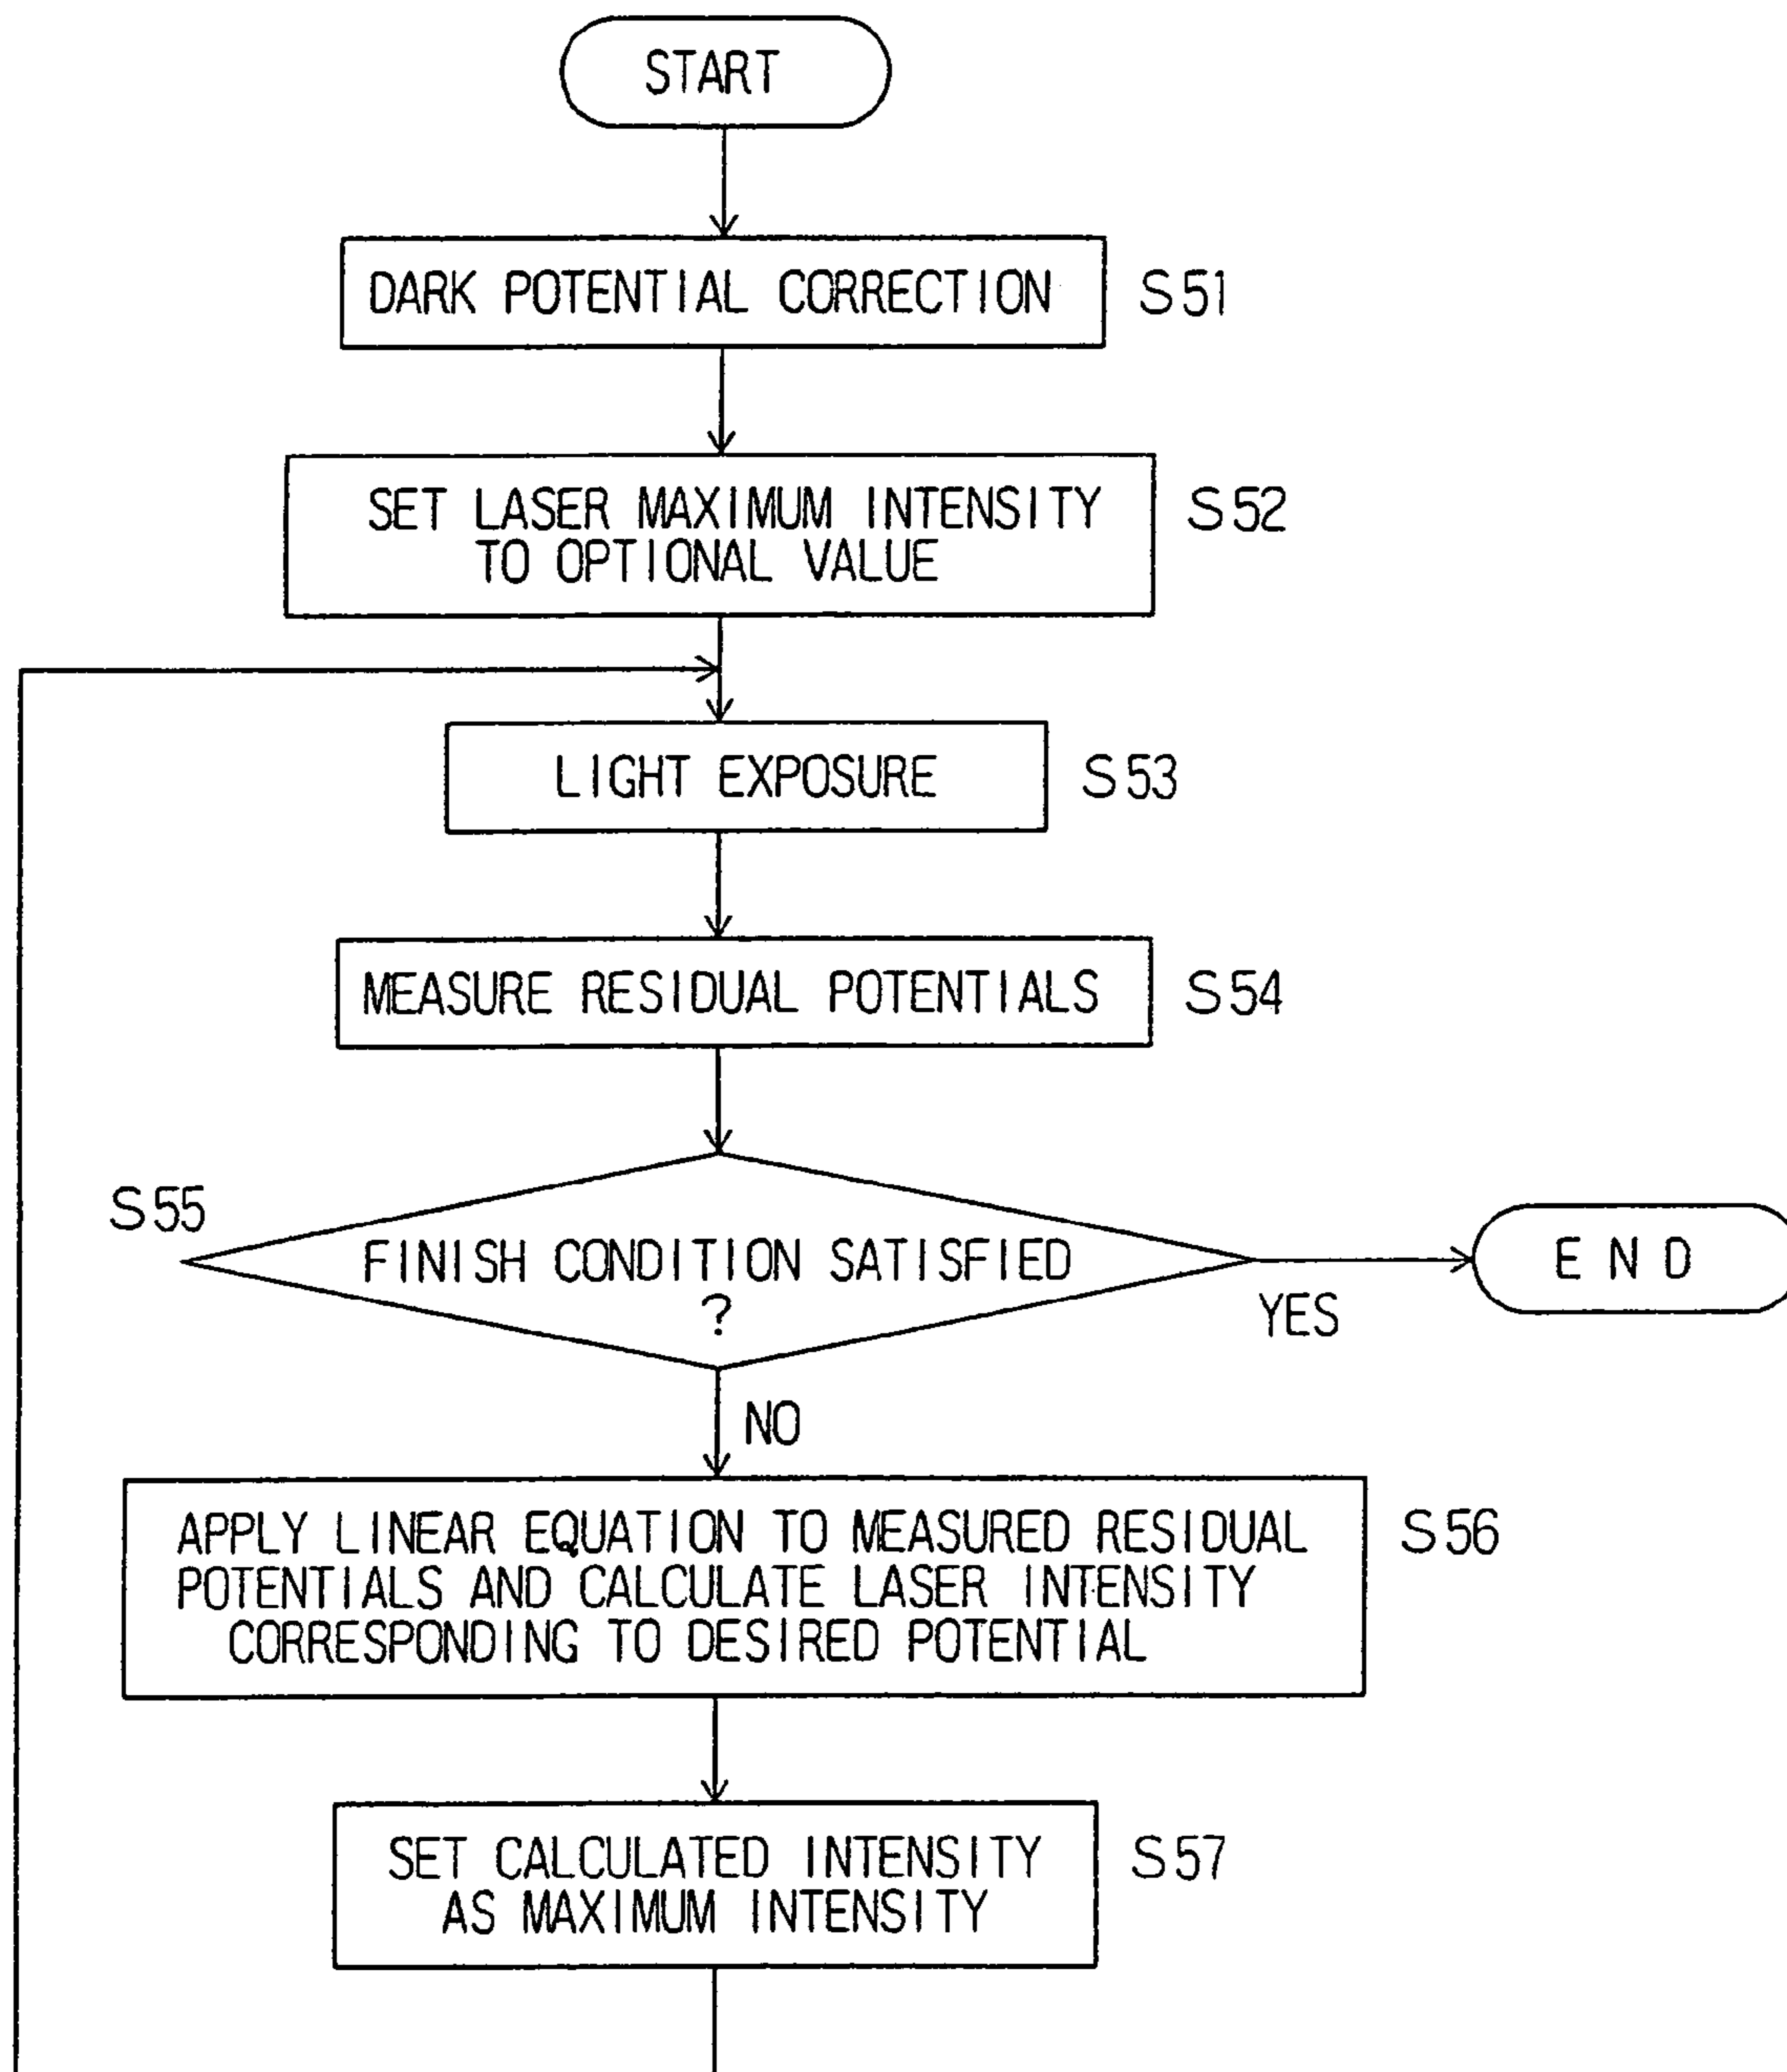 START
DARK POTENTIAL CORRECTION
S51
SET LASER MAXIMUM INTENSITY
TO OPTIONAL VALUE
S52
LIGHT EXPOSURE
S53
MEASURE RESIDUAL POTENTIALS
S54
S55
FINISH CONDITION SATISFIED
?
YES
END
NO
APPLY LINEAR EQUATION TO MEASURED RESIDUAL
POTENTIALS AND CALCULATE LASER INTENSITY
CORRESPONDING TO DESIRED POTENTIAL
S56
SET CALCULATED INTENSITY
AS MAXIMUM INTENSITY
S57